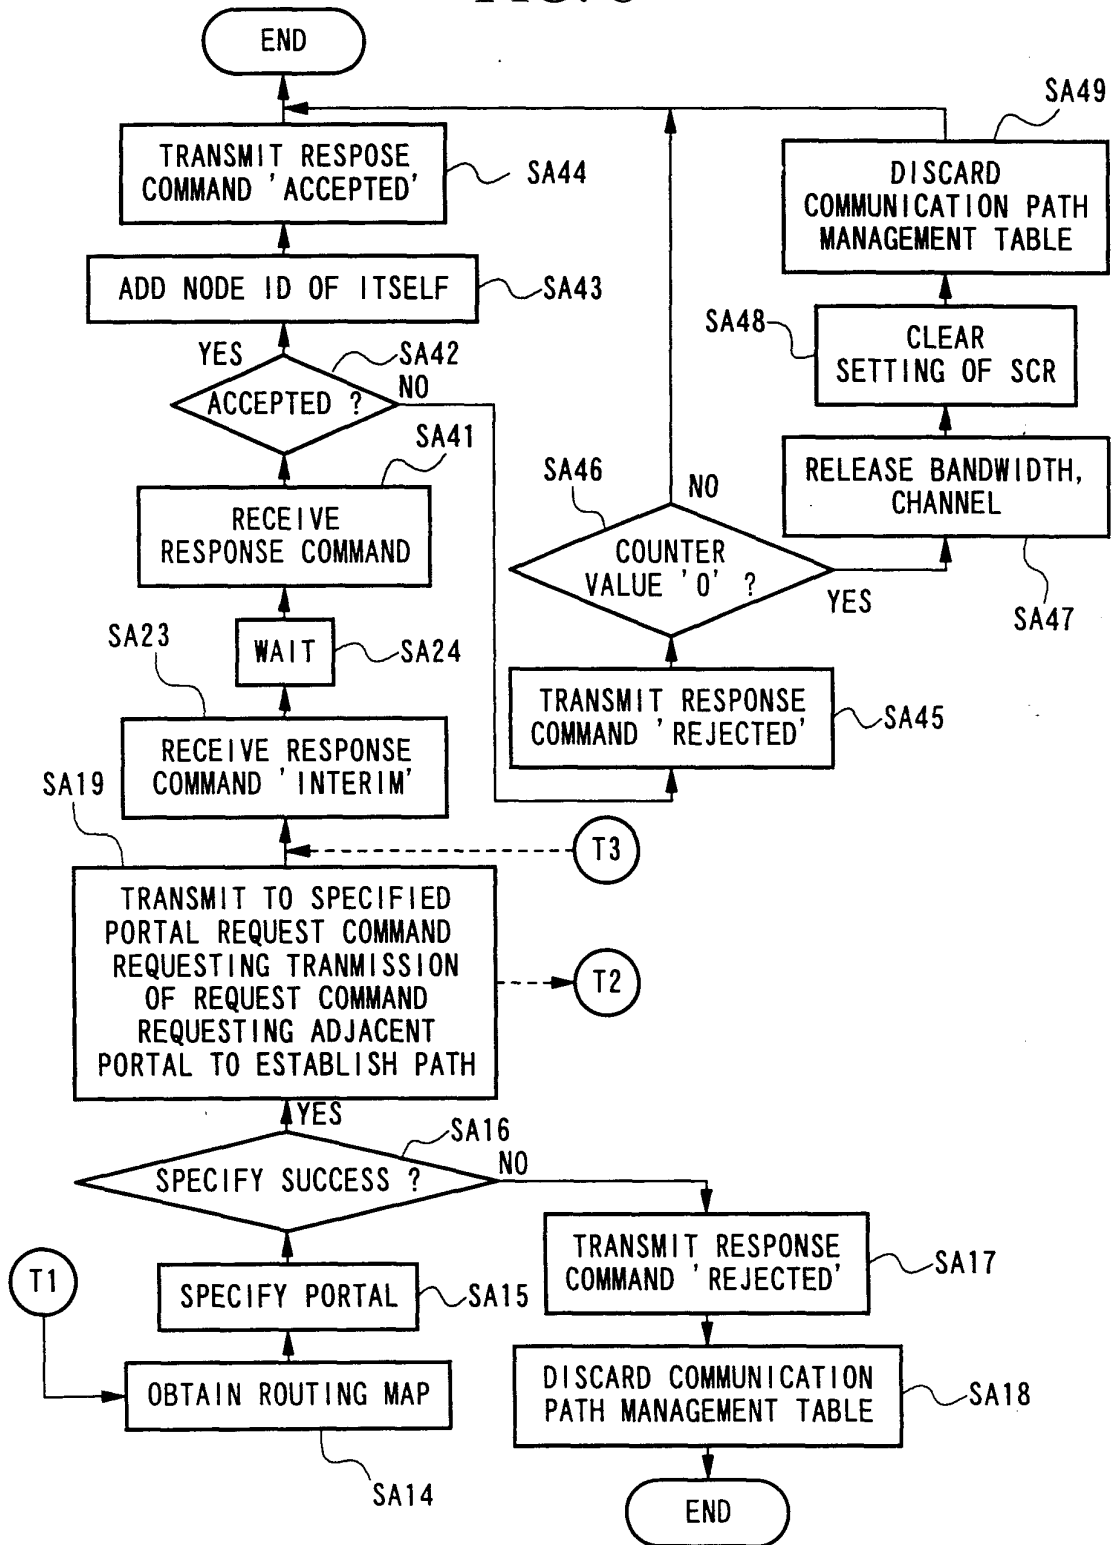 END
SA49
TRANSMIT RESPOSE
COMMAND 'ACCEPTED'
SA44
DISCARD
COMMUNICATION PATH
MANAGEMENT TABLE
ADD NODE ID OF ITSELF
SA43
SA48
CLEAR
SETTING OF SCR
YES
SA42
NO
ACCEPTED ?
SA41
RELEASE BANDWIDTH,
CHANNEL
SA46
NO
RECEIVE
RESPONSE COMMAND
COUNTER
VALUE '0' ?
YES
SA47
SA23
WAIT
SA24
TRANSMIT RESPONSE
COMMAND 'REJECTED'
SA45
RECEIVE RESPONSE
COMMAND 'INTERIM'
SA19
T3
TRANSMIT TO SPECIFIED
PORTAL REQUEST COMMAND
REQUESTING TRANMISSION
OF REQUEST COMMAND
REQUESTING ADJACENT
PORTAL TO ESTABLISH PATH
T2
YES
SA16
NO
SPECIFY SUCCESS ?
TRANSMIT RESPONSE
COMMAND 'REJECTED'
SA17
T1
SPECIFY PORTAL
SA15
OBTAIN ROUTING MAP
DISCARD COMMUNICATION
PATH MANAGEMENT TABLE
SA18
SA14
END